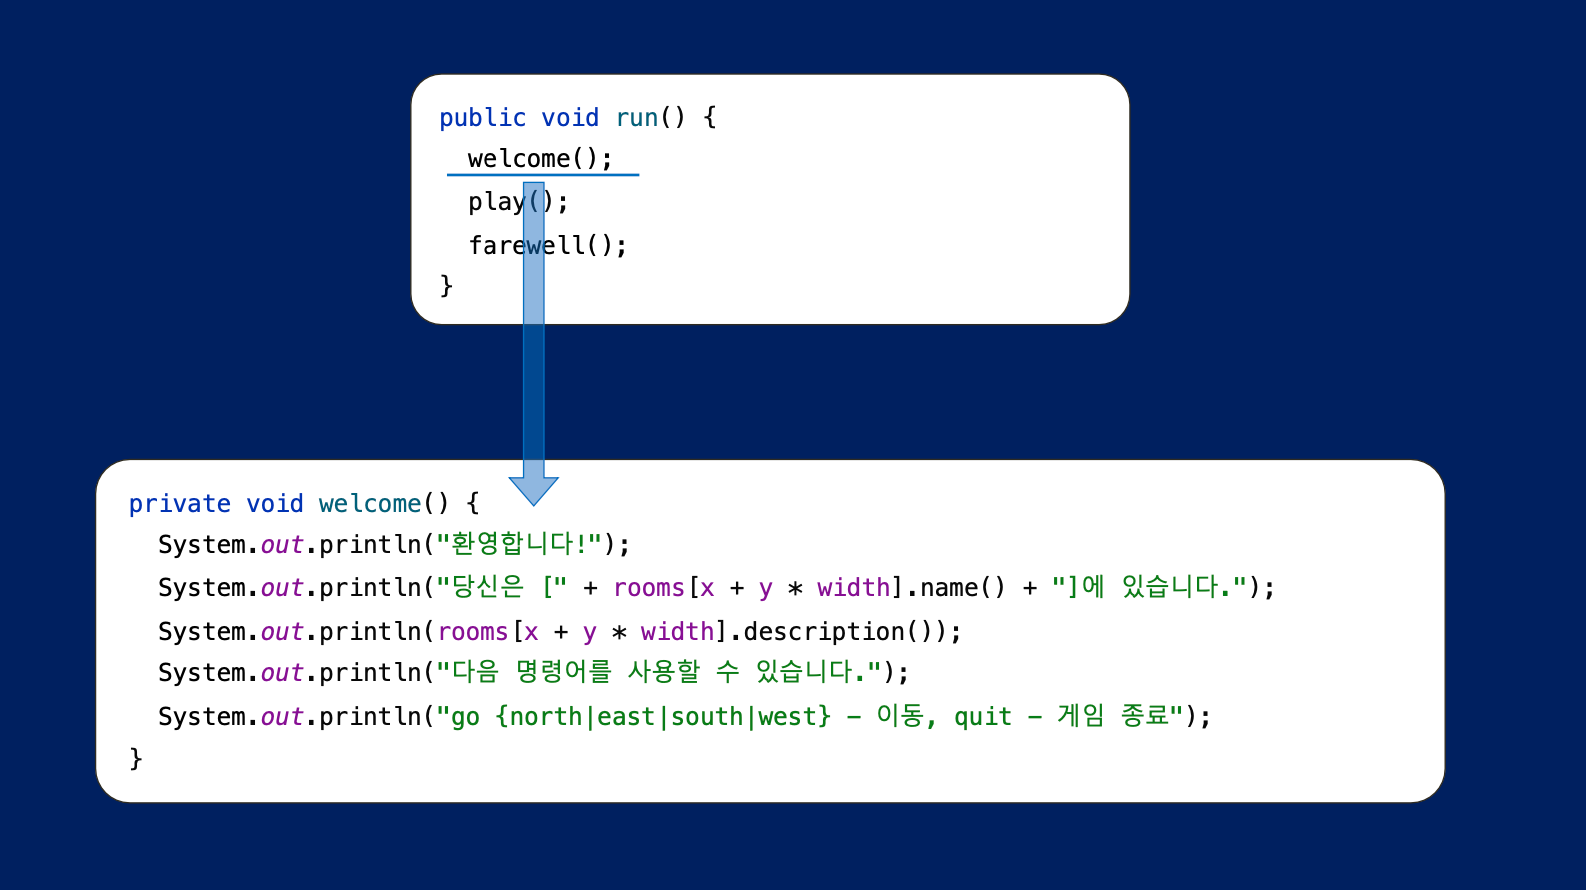 public void run() {
  welcome();
  play();
  farewell();
}
private void welcome() {
  System.out.println("환영합니다!");
  System.out.println("당신은 [" + rooms[x + y * width].name() + "]에 있습니다.");
  System.out.println(rooms[x + y * width].description());
  System.out.println("다음 명령어를 사용할 수 있습니다.");
  System.out.println("go {north|east|south|west} - 이동, quit - 게임 종료");
}